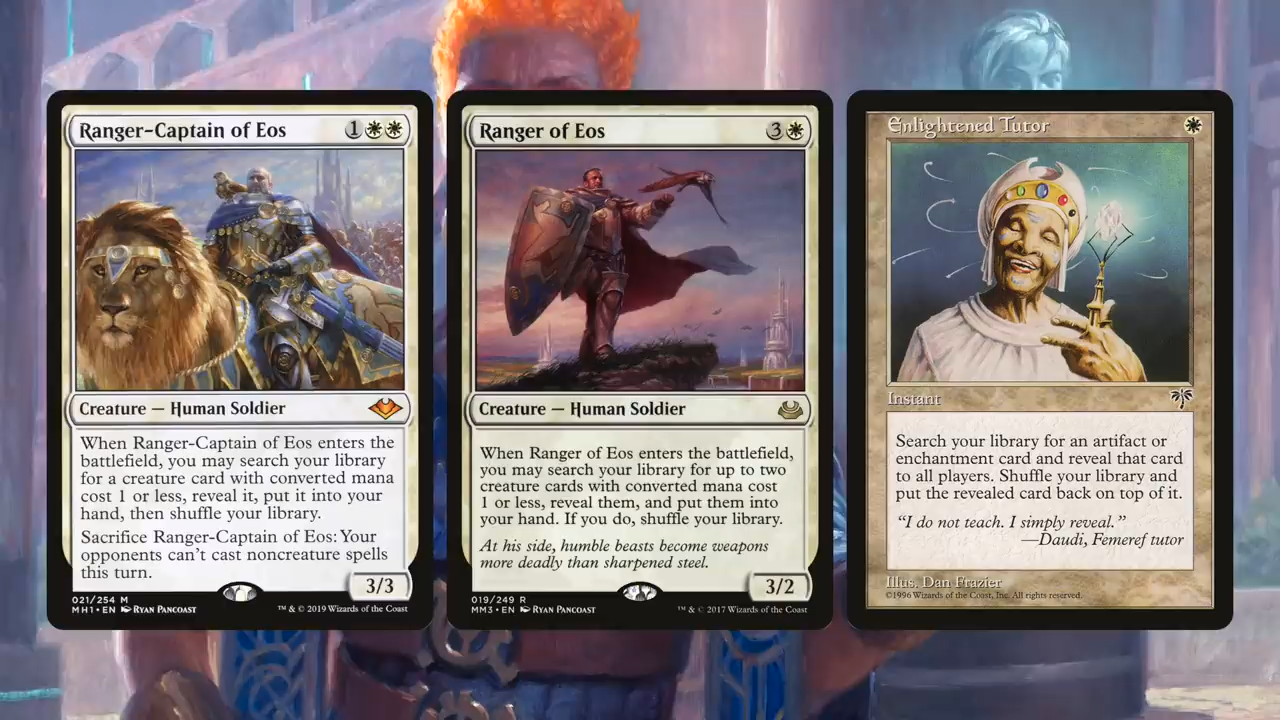 Ranger-Captain of Eos 1
Creature — Human Soldier
When Ranger-Captain of Eos enters the
battlefield, you may search your library
for a creature card with converted mana
cost 1 or less, reveal it, put it into your
hand, then shuffle your library.
Sacrifice Ranger-Captain of Eos: Your
opponents can't cast noncreature spells
this turn.
3/3
021/254 M
MH1 • EN RYAN PANCOAST
™ & © 2019 Wizards of the Coast
Ranger of Eos 3
Creature — Human Soldier
When Ranger of Eos enters the battlefield,
you may search your library for up to two
creature cards with converted mana cost
1 or less, reveal them, and put them into
your hand. If you do, shuffle your library.
At his side, humble beasts become weapons
more deadly than sharpened steel.
3/2
019/249 R
MM3 • EN RYAN PANCOAST
™ & © 2017 Wizards of the Coast
Enlightened Tutor
Instant
Search your library for an artifact or
enchantment card and reveal that card
to all players. Shuffle your library and
put the revealed card back on top of it.
"I do not teach. I simply reveal."
—Daudi, Femeref tutor
Illus. Dan Frazier
©1996 Wizards of the Coast, Inc. All rights reserved.